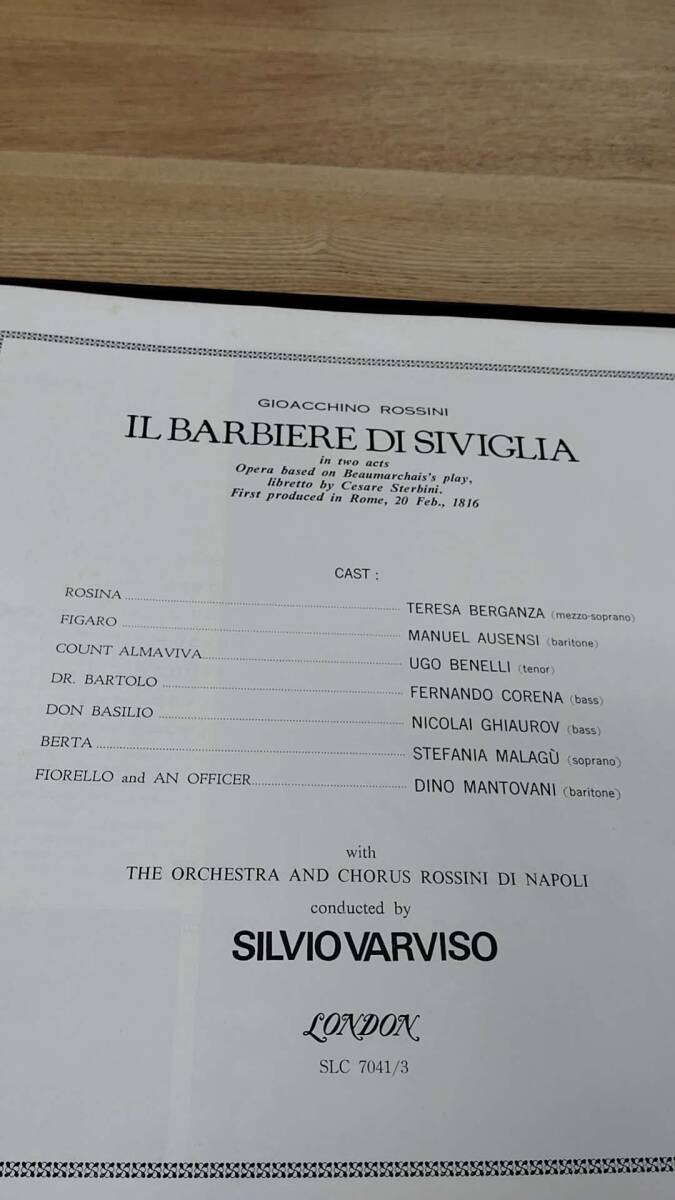 GIOACCHINO ROSSINI
IL BARBIERE DI SIVIGLIA
in two acts
Opera based on Beaumarchais's play,
libretto by Cesare Sterbini.
First produced in Rome, 20 Feb., 1816
CAST :
ROSINA TERESA BERGANZA (mezzo-soprano)
FIGARO MANUEL AUSENSI (baritone)
COUNT ALMAVIVA UGO BENELLI (tenor)
DR. BARTOLO FERNANDO CORENA (bass)
DON BASILIO NICOLAI GHIAUROV (bass)
BERTA STEFANIA MALAGÙ (soprano)
FIORELLO and AN OFFICER DINO MANTOVANI (baritone)
with
THE ORCHESTRA AND CHORUS ROSSINI DI NAPOLI
conducted by
SILVIO VARVISO
LONDON
SLC 7041/3